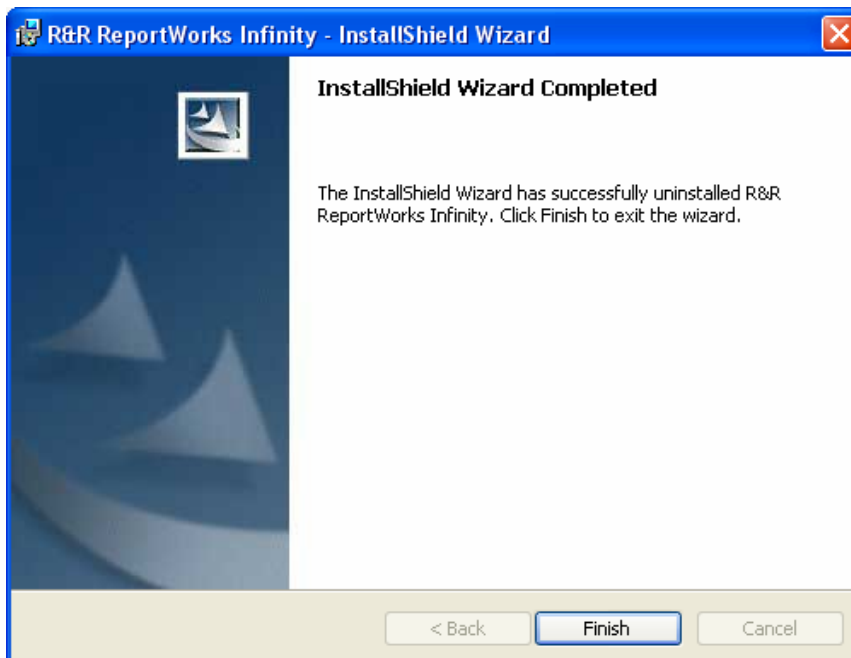 R&R ReportWorks Infinity - InstallShield Wizard
InstallShield Wizard Completed
The InstallShield Wizard has successfully uninstalled R&R
ReportWorks Infinity. Click Finish to exit the wizard.
< Back Finish Cancel